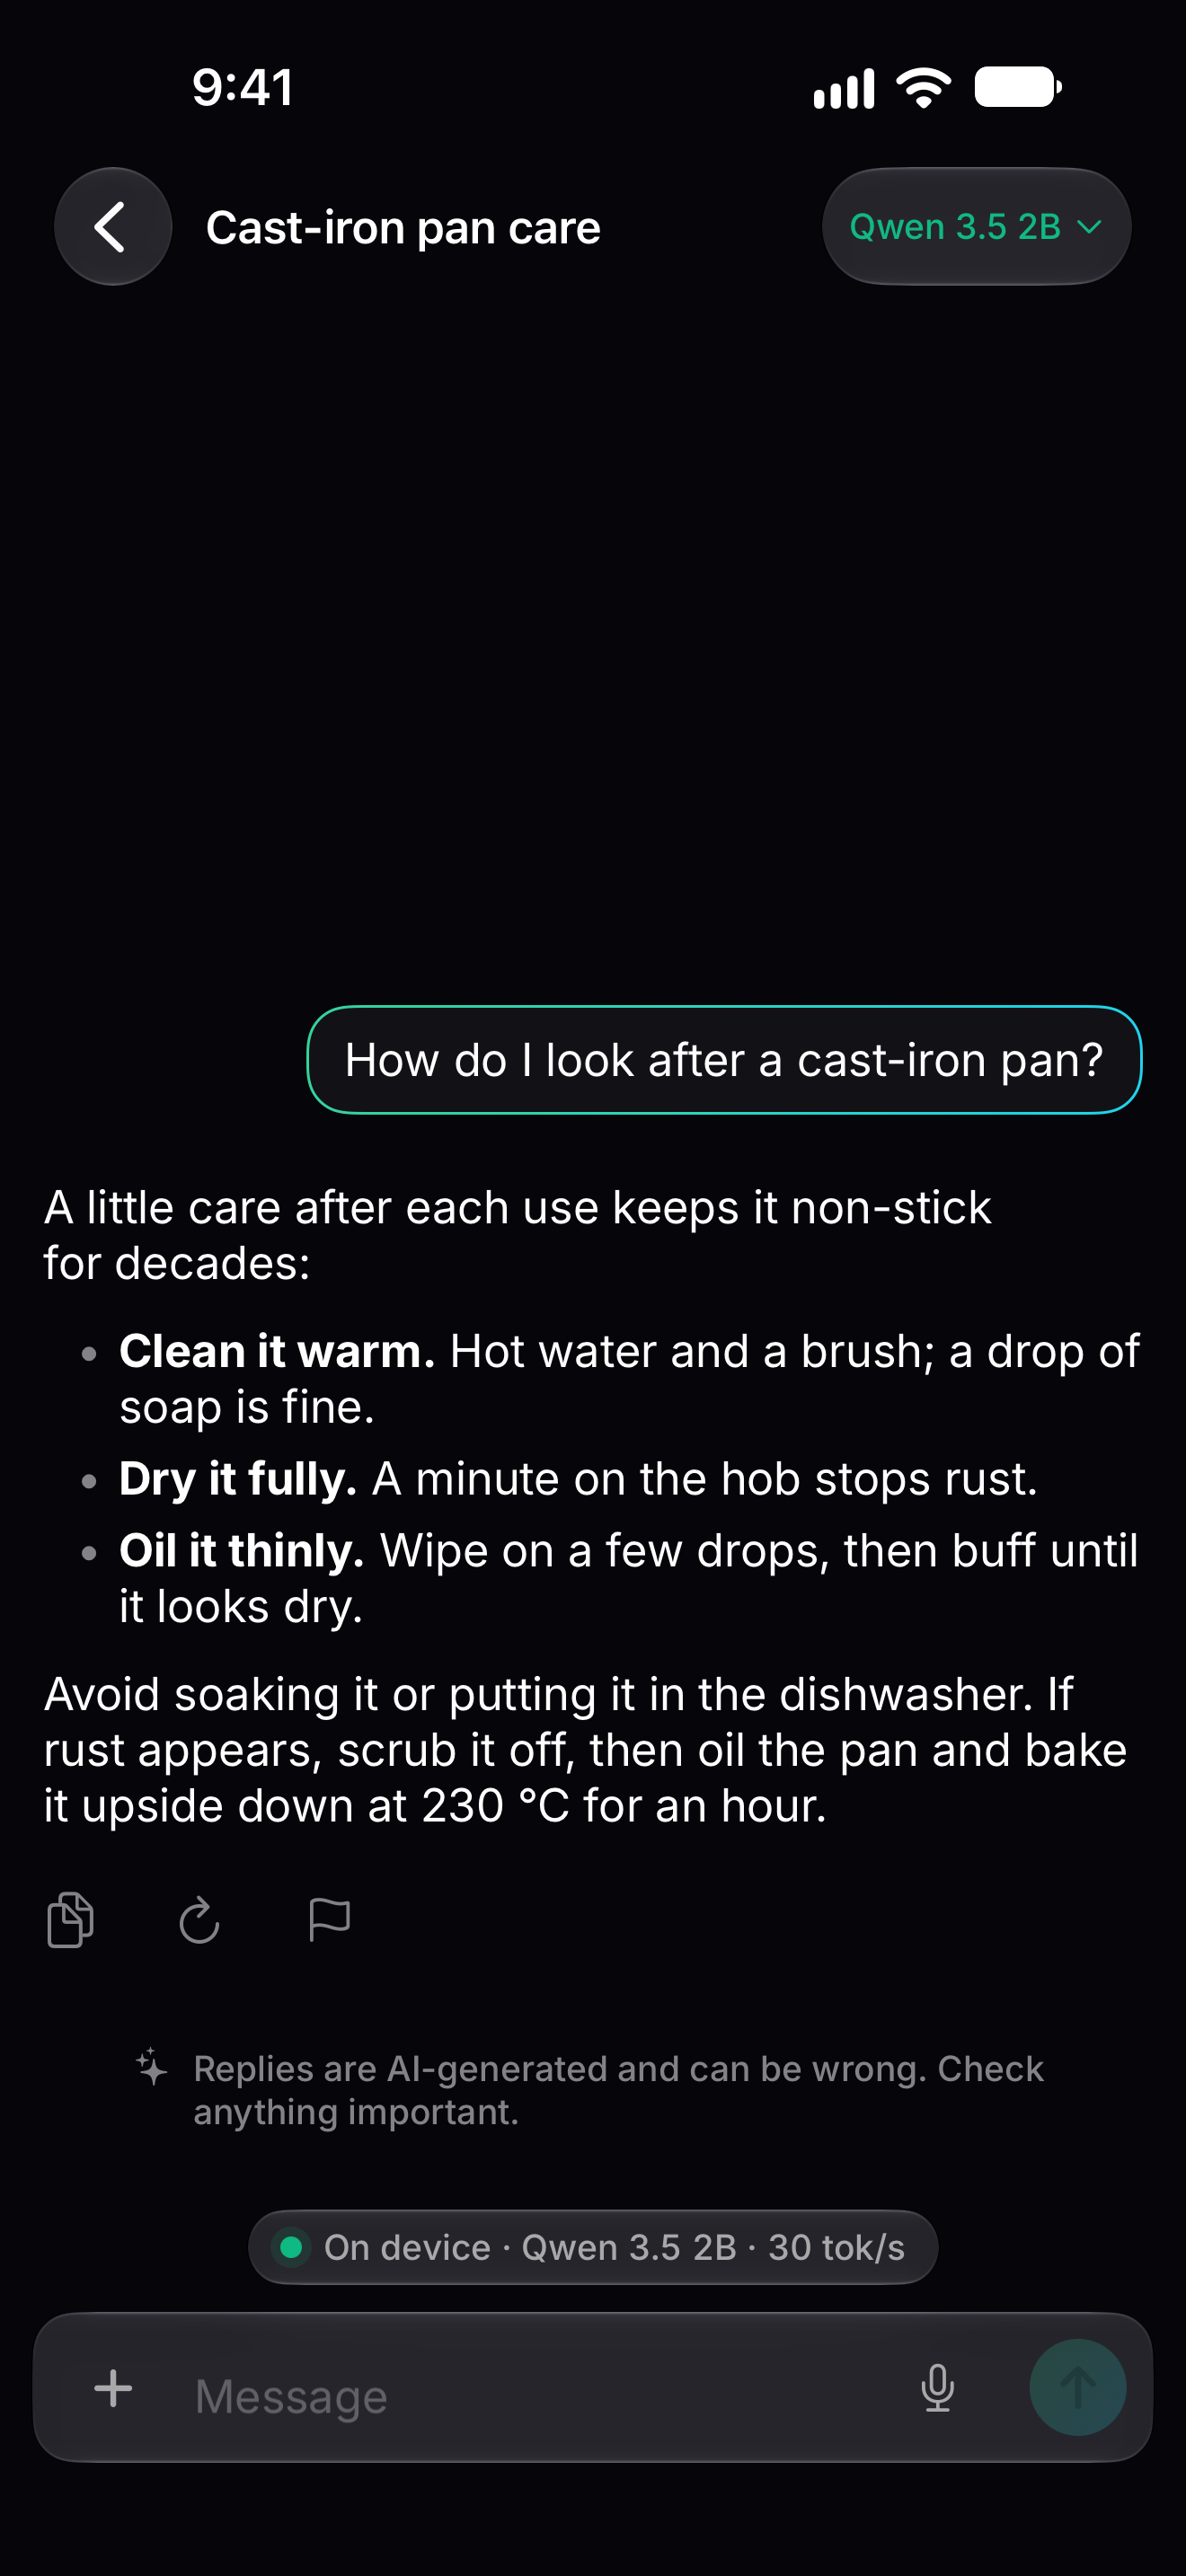 9:41
Cast-iron pan care
Qwen 3.5 2B
How do I look after a cast-iron pan?
A little care after each use keeps it non-stick
for decades:
• Clean it warm. Hot water and a brush; a drop of
soap is fine.
• Dry it fully. A minute on the hob stops rust.
• Oil it thinly. Wipe on a few drops, then buff until
it looks dry.
Avoid soaking it or putting it in the dishwasher. If
rust appears, scrub it off, then oil the pan and bake
it upside down at 230 °C for an hour.
Replies are AI-generated and can be wrong. Check
anything important.
On device · Qwen 3.5 2B · 30 tok/s
Message